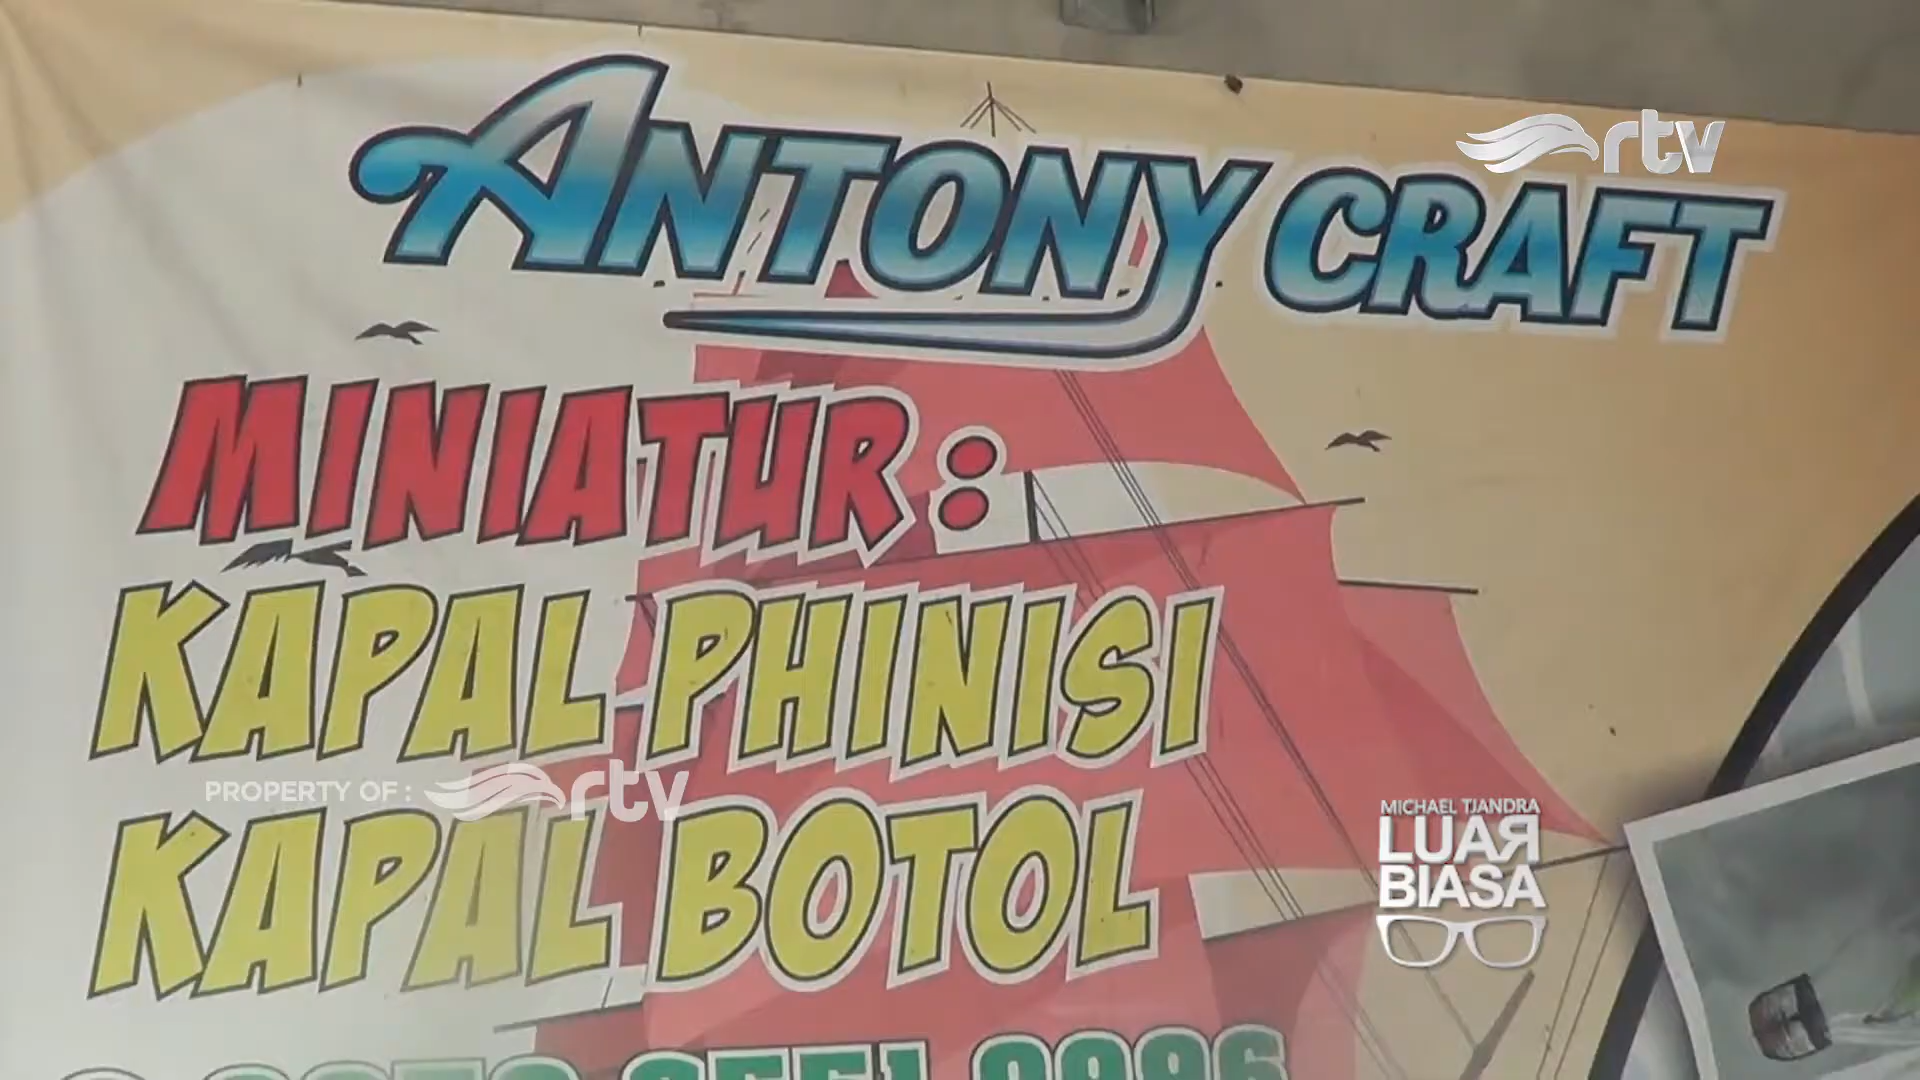 rtv
ANTONY CRAFT
MINIATUR :
KAPAL PHINISI
PROPERTY OF : rtv
KAPAL BOTOL
MICHAEL TJANDRA
LUAR
BIASA